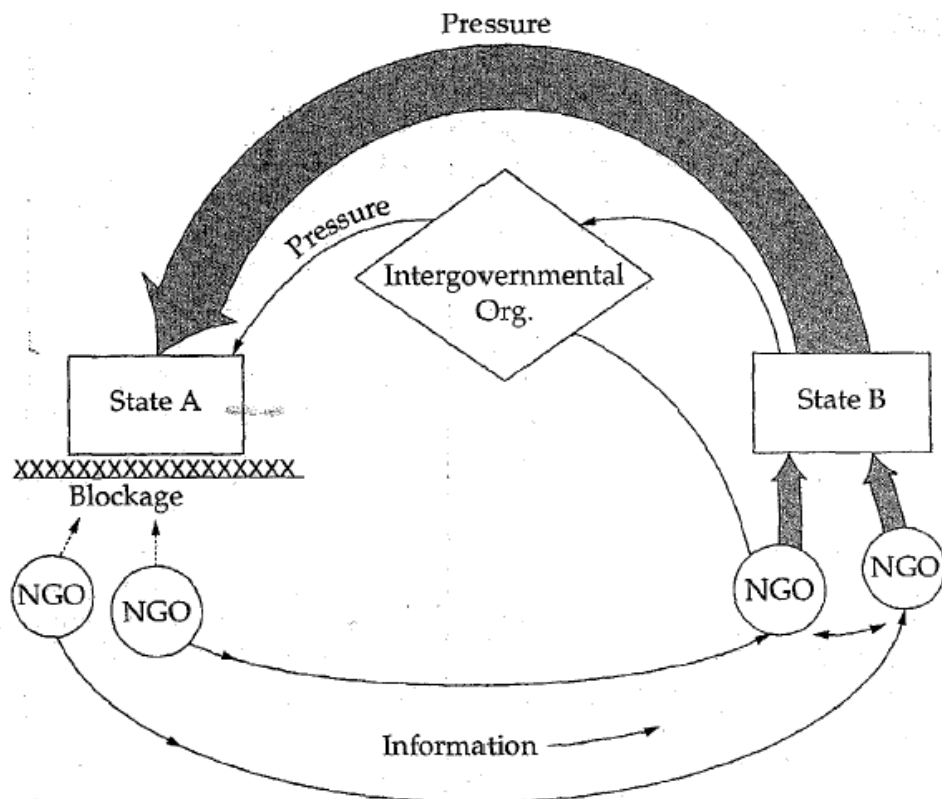 Pressure
Pressure
Intergovernmental
Org.
State A
State B
XXXXXXXXXXXXXXXXXX
Blockage
NGO
NGO
NGO
NGO
Information